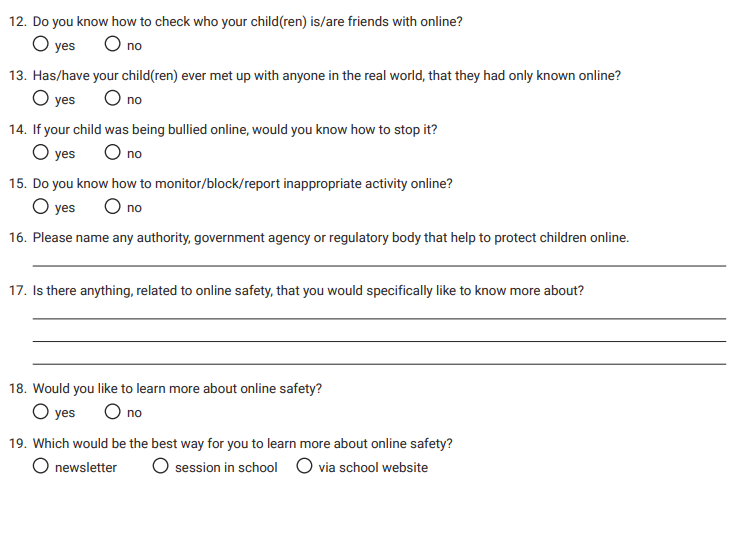 12. Do you know how to check who your child(ren) is/are friends with online?
yes no
13. Has/have your child(ren) ever met up with anyone in the real world, that they had only known online?
yes no
14. If your child was being bullied online, would you know how to stop it?
yes no
15. Do you know how to monitor/block/report inappropriate activity online?
yes no
16. Please name any authority, government agency or regulatory body that help to protect children online.
17. Is there anything, related to online safety, that you would specifically like to know more about?
18. Would you like to learn more about online safety?
yes no
19. Which would be the best way for you to learn more about online safety?
newsletter session in school via school website